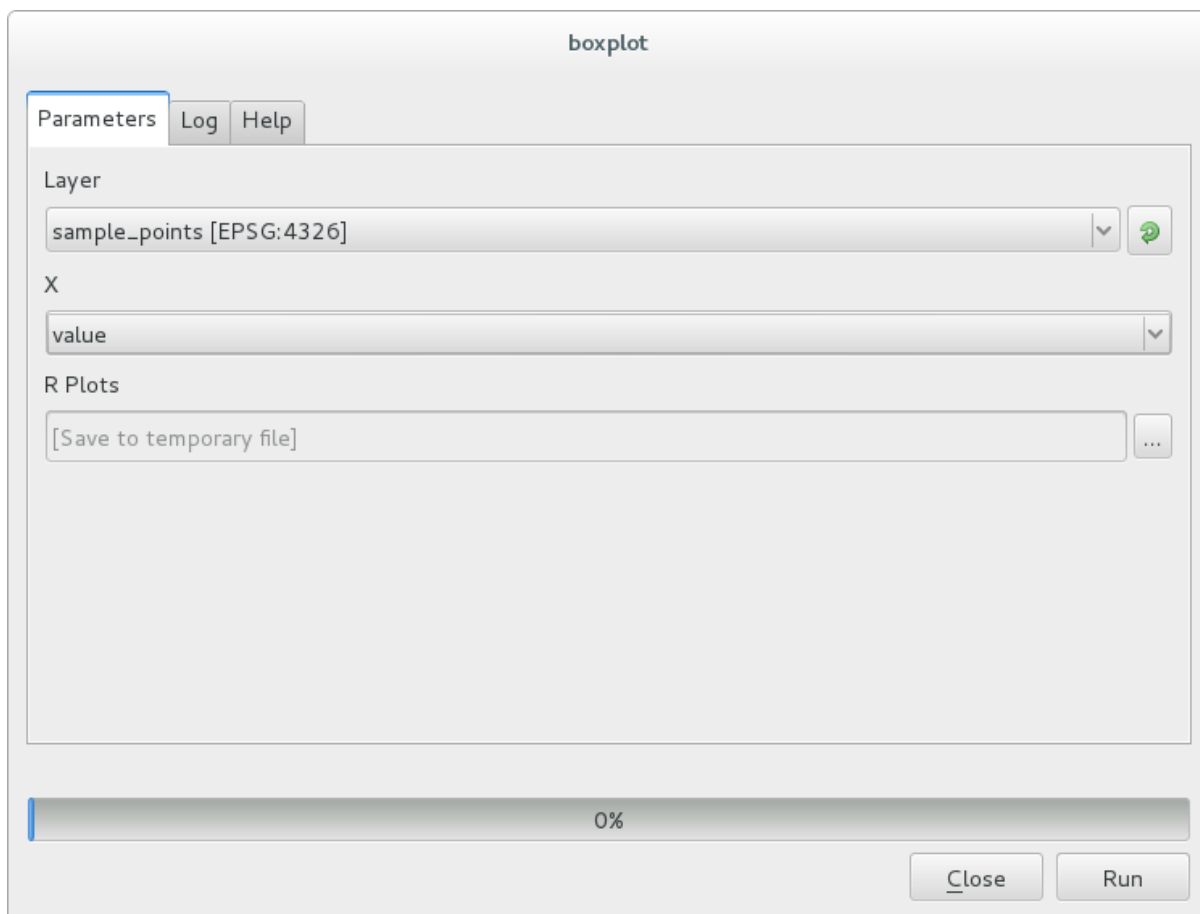 boxplot
Parameters Log Help
Layer
sample_points [EPSG:4326]
X
value
R Plots
[Save to temporary file] ...
0%
Close Run